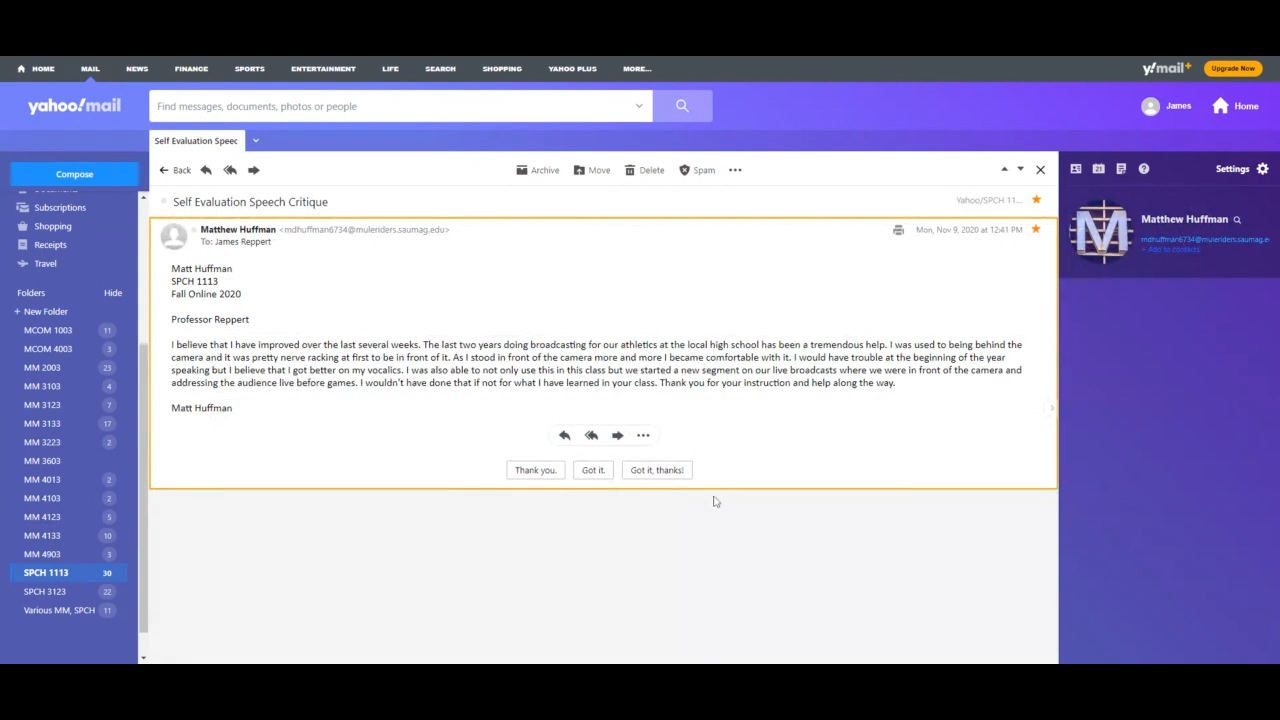 HOME MAIL NEWS FINANCE SPORTS ENTERTAINMENT LIFE SEARCH SHOPPING YAHOO PLUS MORE... y!mail+ Upgrade Now
yahoo!mail Find messages, documents, photos or people James Home
Self Evaluation Speec
Compose Back Archive Move Delete Spam ••• Settings
Subscriptions
Shopping
Receipts
Travel
Folders Hide
+ New Folder
MCOM 1003 11
MCOM 4003 2
MM 2003 23
MM 3103 4
MM 3123 7
MM 3133 17
MM 3223 2
MM 3603
MM 4013 2
MM 4103 2
MM 4123 5
MM 4133 10
MM 4903 3
SPCH 1113 30
SPCH 3123 22
Various MM, SPCH 11
Self Evaluation Speech Critique Yahoo/SPCH 11...
Matthew Huffman <mdhuffman6734@muleriders.saumag.edu> Mon, Nov 9, 2020 at 12:41 PM
To: James Reppert
Matt Huffman
SPCH 1113
Fall Online 2020
Professor Reppert
I believe that I have improved over the last several weeks. The last two years doing broadcasting for our athletics at the local high school has been a tremendous help. I was used to being behind the
camera and it was pretty nerve racking at first to be in front of it. As I stood in front of the camera more and more I became comfortable with it. I would have trouble at the beginning of the year
speaking but I believe that i got better on my vocalics. I was also able to not only use this in this class but we started a new segment on our live broadcasts where we were in front of the camera and
addressing the audience live before games. I wouldn't have done that if not for what I have learned in your class. Thank you for your instruction and help along the way.
Matt Huffman
Thank you. Got it. Got it, thanks!
M
Matthew Huffman
mdhuffman6734@muleriders.saumag.e
+ Add to contacts